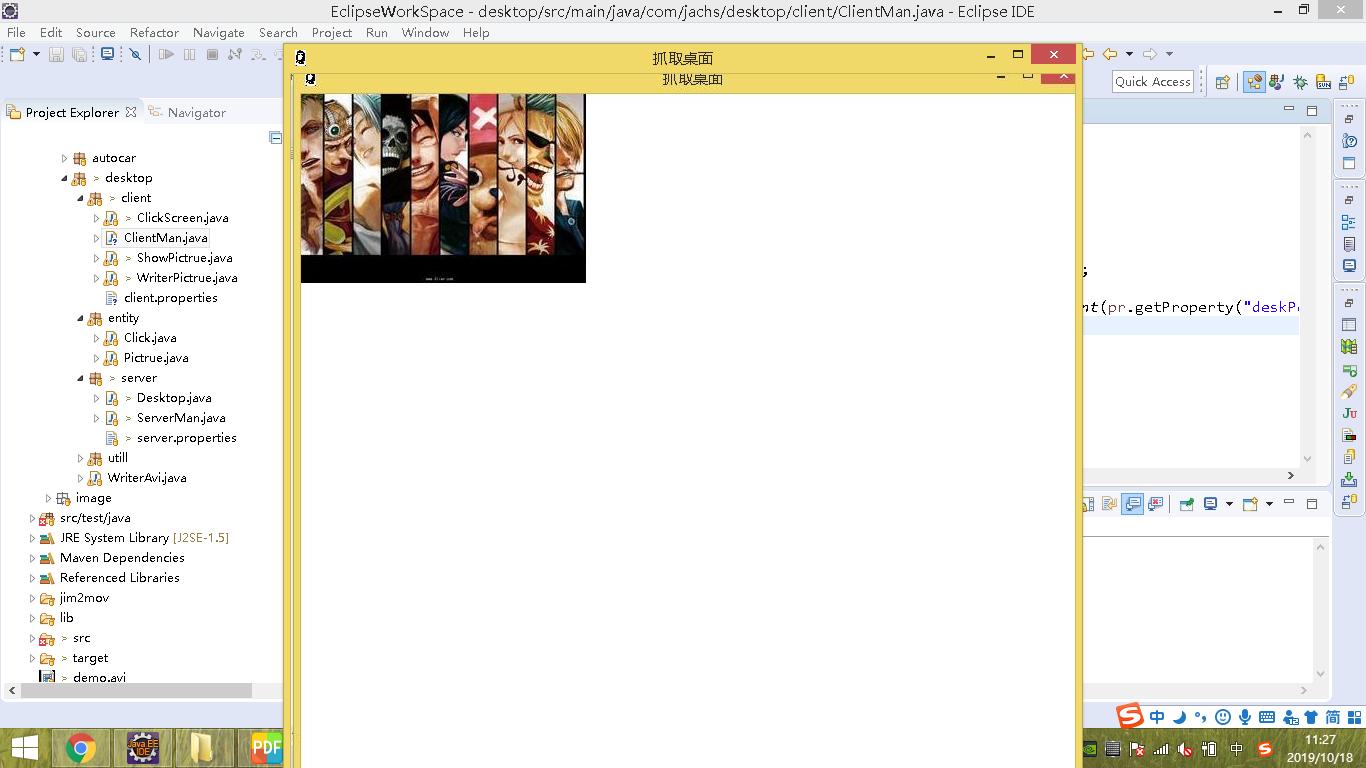 EclipseWorkSpace - desktop/src/main/java/com/jachs/desktop/client/ClientMan.java - Eclipse IDE
File Edit Source Refactor Navigate Search Project Run Window Help
抓取桌面
抓取桌面
Quick Access
Project Explorer Navigator
autocar
> desktop
> client
> ClickScreen.java
ClientMan.java
> ShowPictrue.java
> WriterPictrue.java
client.properties
entity
Click.java
Pictrue.java
> server
> Desktop.java
> ServerMan.java
> server.properties
utill
WriterAvi.java
image
src/test/java
JRE System Library [J2SE-1.5]
Maven Dependencies
Referenced Libraries
jim2mov
lib
> src
> target
> demo.avi
;
nt(pr.getProperty("deskP
中
简
Java EE
IDE
PDF
中
11:27
2019/10/18